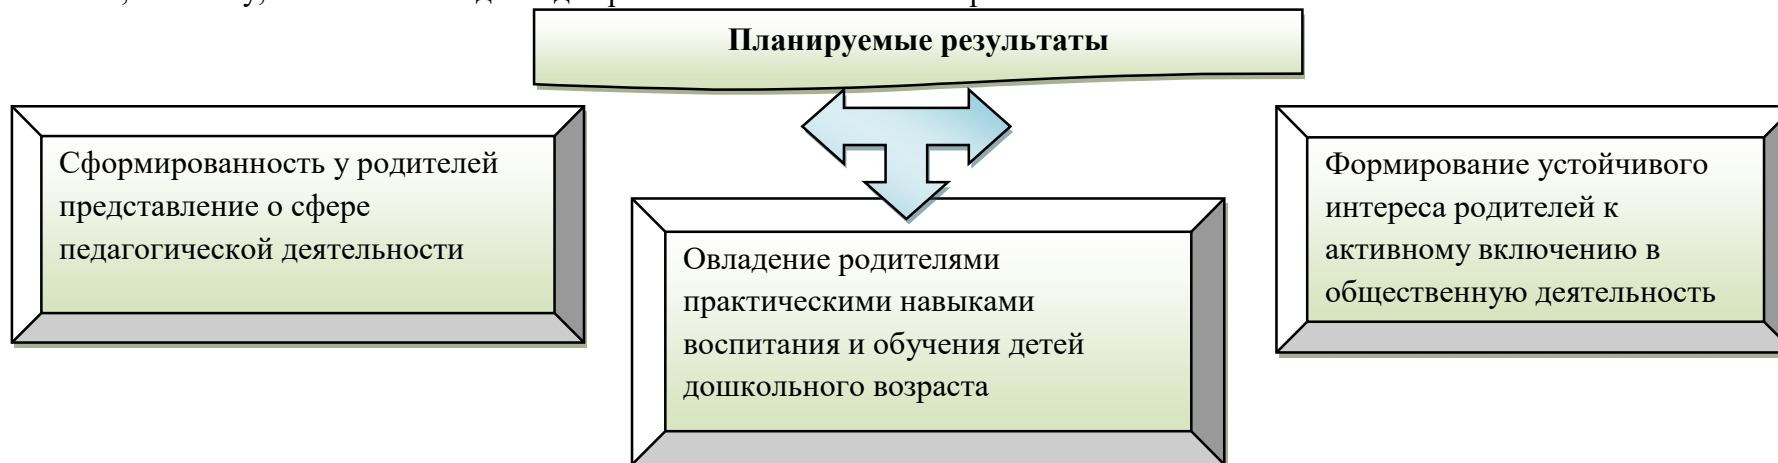 Планируемые результаты
Сформированность у родителей
представление о сфере
педагогической деятельности
Овладение родителями
практическими навыками
воспитания и обучения детей
дошкольного возраста
Формирование устойчивого
интереса родителей к
активному включению в
общественную деятельность